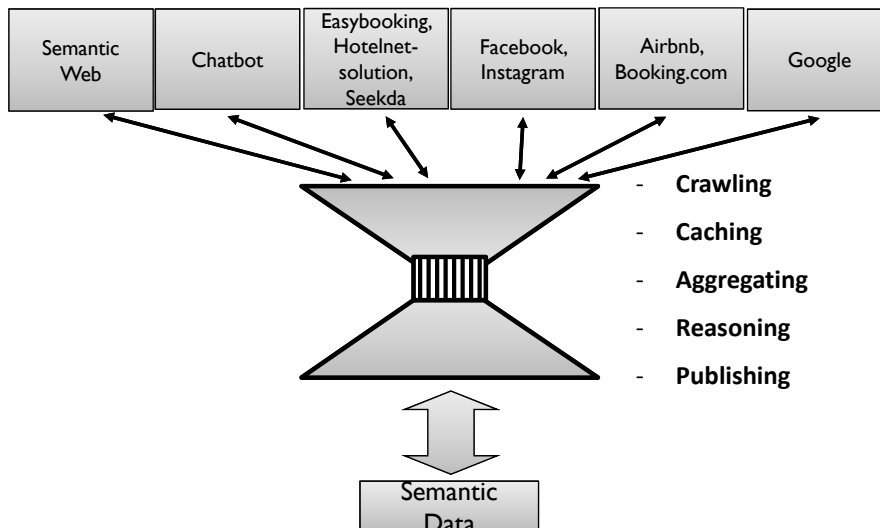 Semantic
Web
Chatbot
Easybooking,
Hotelnet-
solution,
Seekda
Facebook,
Instagram
Airbnb,
Booking.com
Google
- Crawling
- Caching
- Aggregating
- Reasoning
- Publishing
Semantic
Data